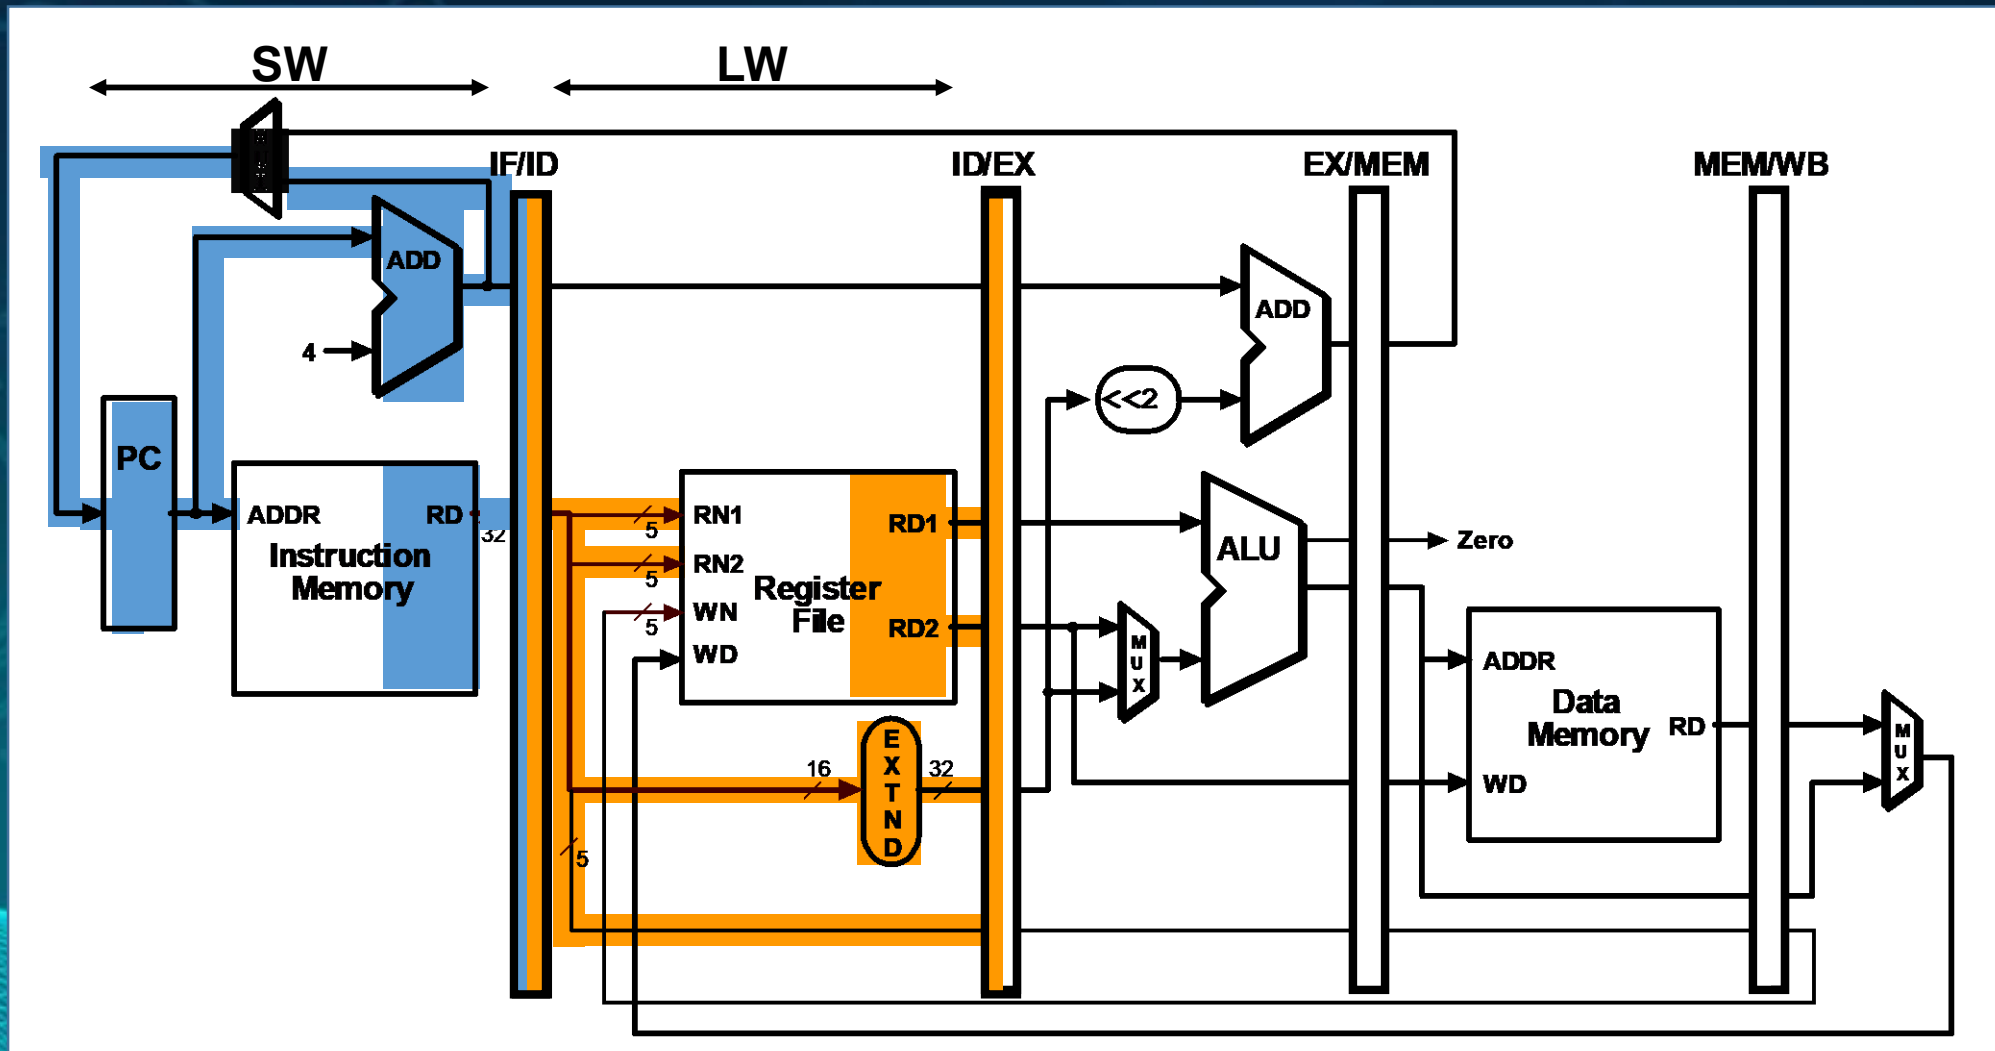 SW
LW
IF/ID
ID/EX
EX/MEM
MEM/WB
ADD
4
PC
ADDR
RD
32
Instruction
Memory
5
RN1
5
RN2
5
WN
WD
Register
File
RD1
RD2
16
E
X
T
N
D
32
5
<<2
ADD
M
U
X
ALU
Zero
ADDR
Data
Memory
RD
WD
M
U
X